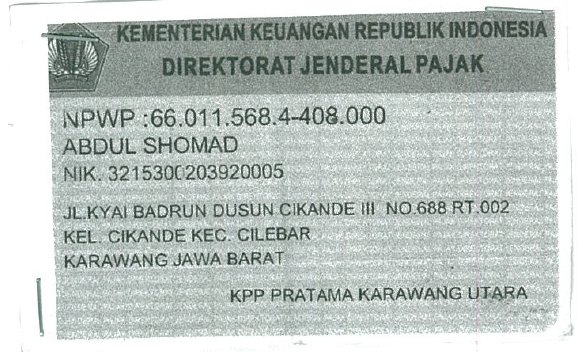 KEMENTERIAN KEUANGAN REPUBLIK INDONESIA
DIREKTORAT JENDERAL PAJAK
NPWP :66.011.568.4-408.000
ABDUL SHOMAD
NIK. 3215300203920005
JL.KYAI BADRUN DUSUN CIKANDE III NO.688 RT.002
KEL. CIKANDE KEC. CILEBAR
KARAWANG JAWA BARAT
KPP PRATAMA KARAWANG UTARA